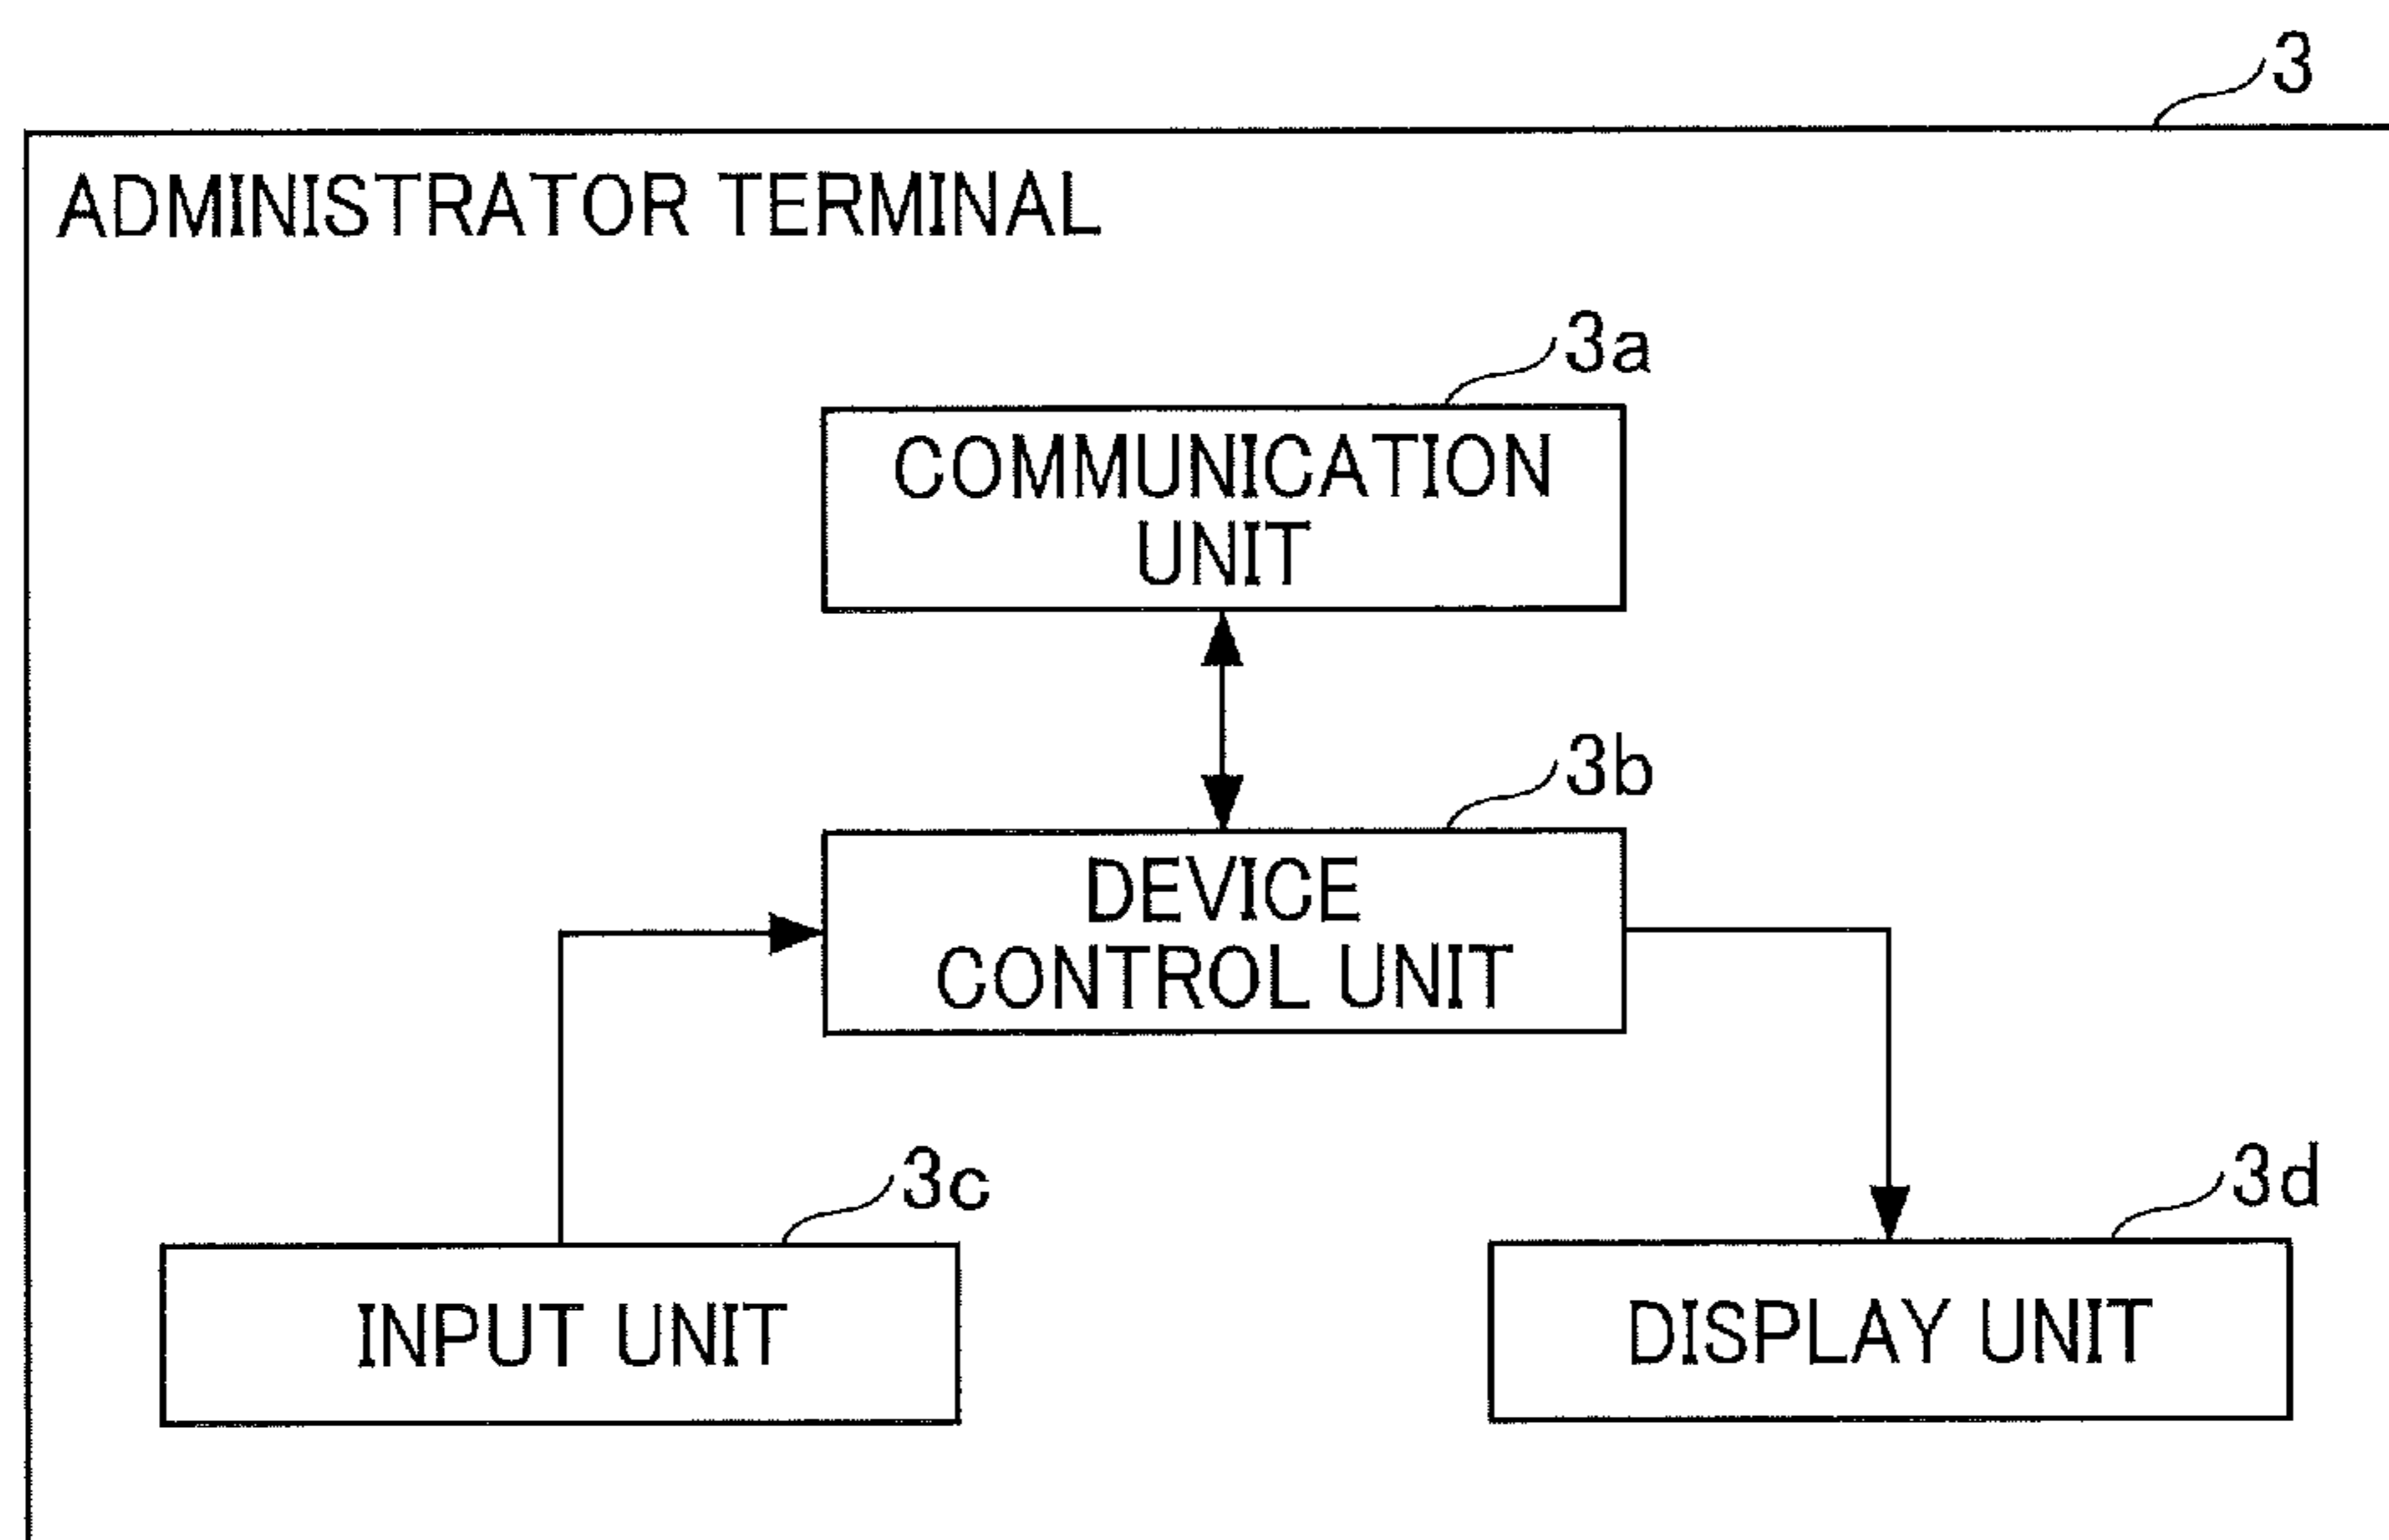 3
ADMINISTRATOR TERMINAL
3a
COMMUNICATION
UNIT
3b
DEVICE
CONTROL UNIT
3c
INPUT UNIT
3d
DISPLAY UNIT